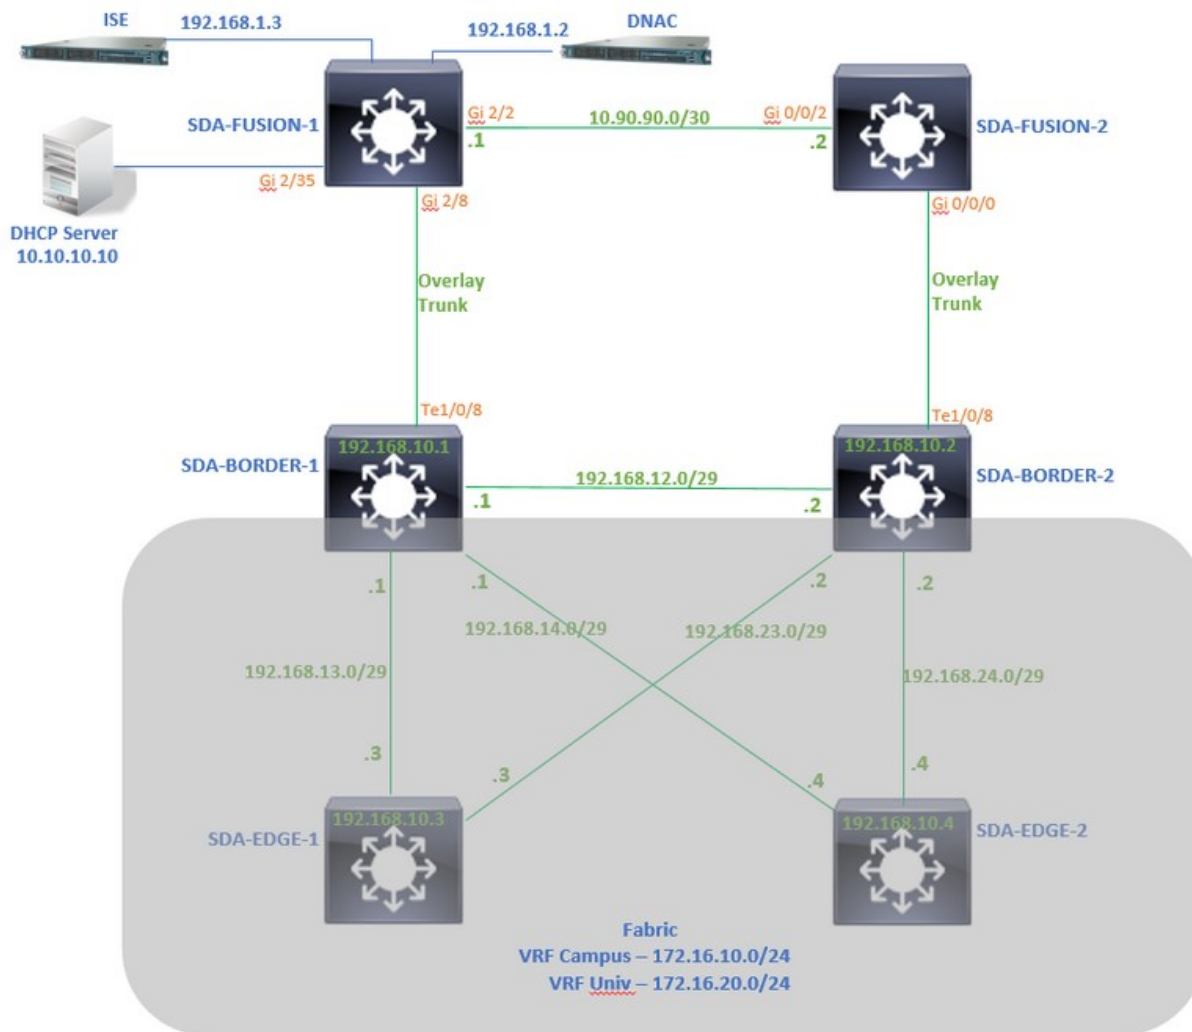 ISE
192.168.1.3
192.168.1.2
DNAC
SDA-FUSION-1
Gi 2/2
10.90.90.0/30
Gi 0/0/2
SDA-FUSION-2
.1
.2
Gi 2/35
Gi 2/8
Gi 0/0/0
DHCP Server
10.10.10.10
Overlay
Trunk
Overlay
Trunk
Te1/0/8
Te1/0/8
SDA-BORDER-1
192.168.10.1
192.168.10.2
SDA-BORDER-2
192.168.12.0/29
.1
.2
.1
.1
.2
.2
192.168.14.0/29
192.168.23.0/29
192.168.13.0/29
192.168.24.0/29
.3
.3
.4
.4
SDA-EDGE-1
192.168.10.3
192.168.10.4
SDA-EDGE-2
Fabric
VRF Campus – 172.16.10.0/24
VRF Univ – 172.16.20.0/24